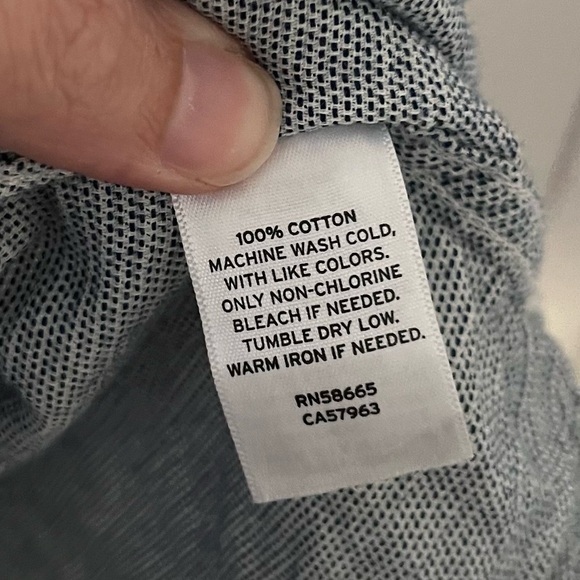 100% COTTON
MACHINE WASH COLD,
WITH LIKE COLORS.
ONLY NON-CHLORINE
BLEACH IF NEEDED.
TUMBLE DRY LOW.
WARM IRON IF NEEDED.
RN58665
CA57963